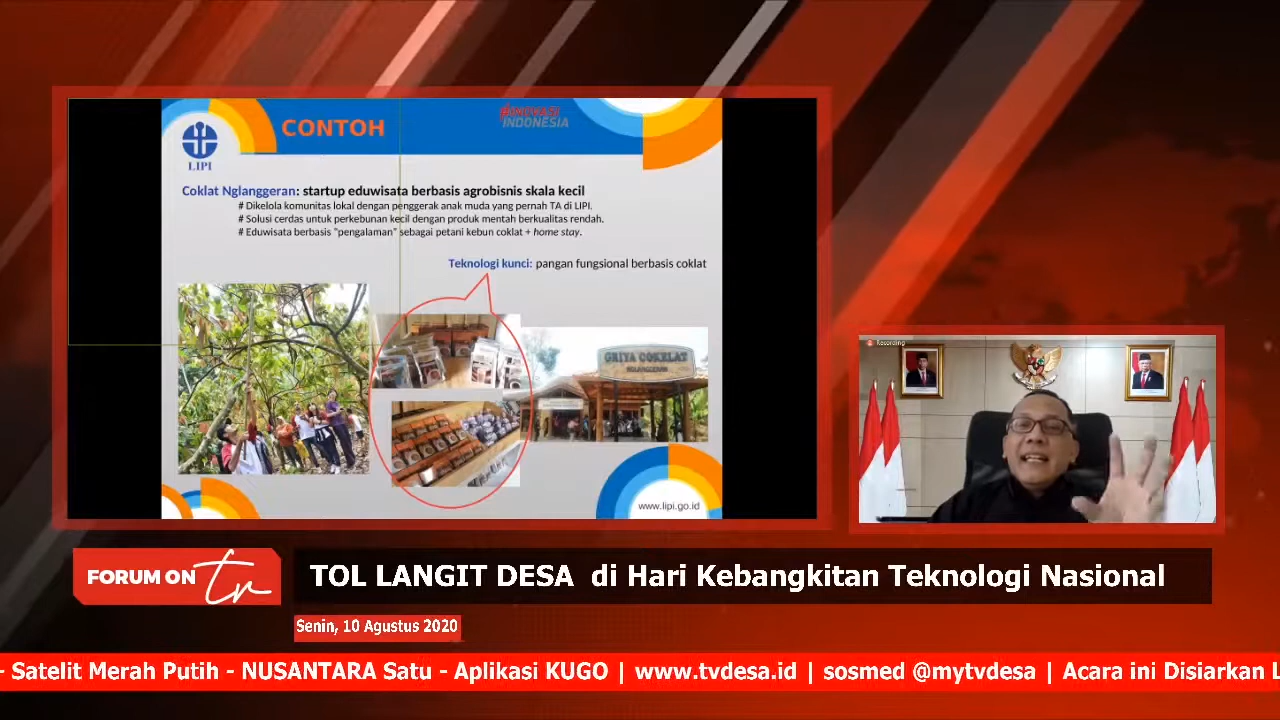 CONTOH
INDONESIA
LIPI
Coklat Nglanggeran: startup eduwisata berbasis agrobisnis skala kecil
# Dikelola komunitas lokal dengan penggerak anak muda yang pernah TA di LIPI.
# Solusi cerdas untuk perkebunan kecil dengan produk mentah berkualitas rendah.
# Eduwisata berbasis "pengalaman" sebagai petani kebun coklat + home stay.
Teknologi kunci: pangan fungsional berbasis coklat
GRIYA COKELAT
NGLANGGERAN
www.lipi.go.id
Recording
FORUM ON tr
TOL LANGIT DESA di Hari Kebangkitan Teknologi Nasional
Senin, 10 Agustus 2020
- Satelit Merah Putih - NUSANTARA Satu - Aplikasi KUGO | www.tvdesa.id | sosmed @mytvdesa | Acara ini Disiarkan L